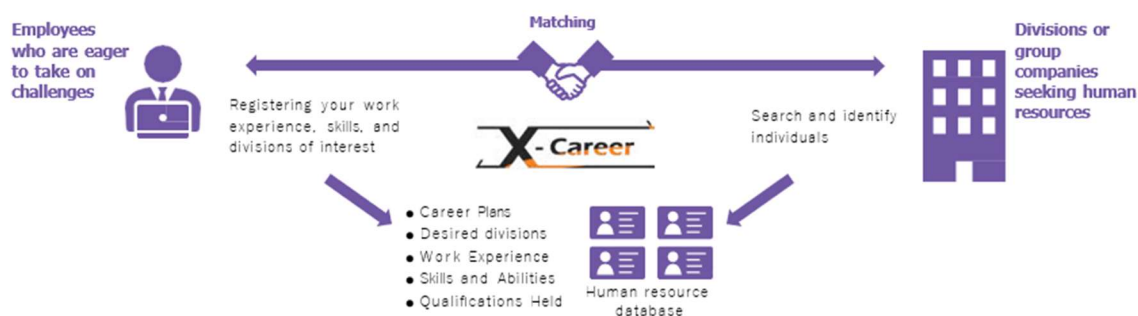 Employees
who are eager
to take on
challenges
Matching
Divisions or
group
companies
seeking human
resources
Registering your work
experience, skills, and
divisions of interest
X-Career
Search and identify
individuals
● Career Plans
● Desired divisions
● Work Experience
● Skills and Abilities
● Qualifications Held
Human resource
database